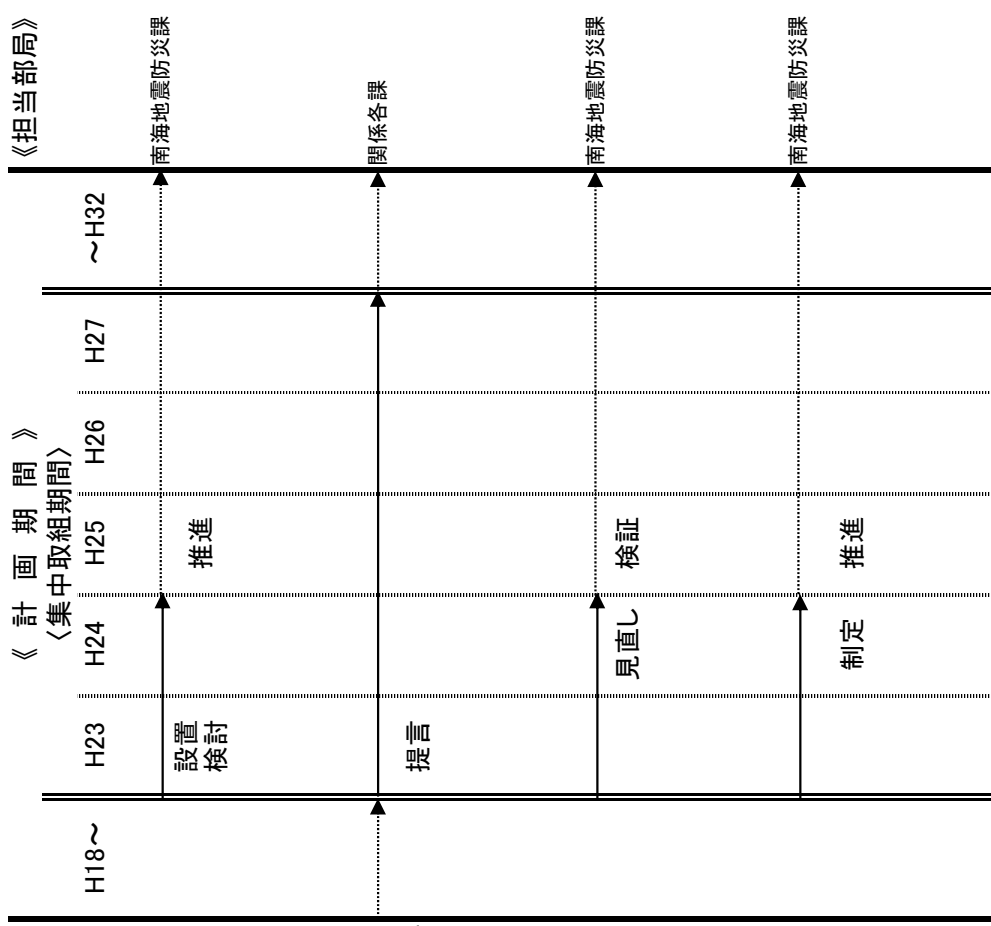 《 計 画 期 間 》
〈集中取組期間〉
《担当部局》
H18～
H23
H24
H25
H26
H27
～H32
設置
検討
推進
南海地震防災課
提言
関係各課
見直し
検証
南海地震防災課
制定
推進
南海地震防災課